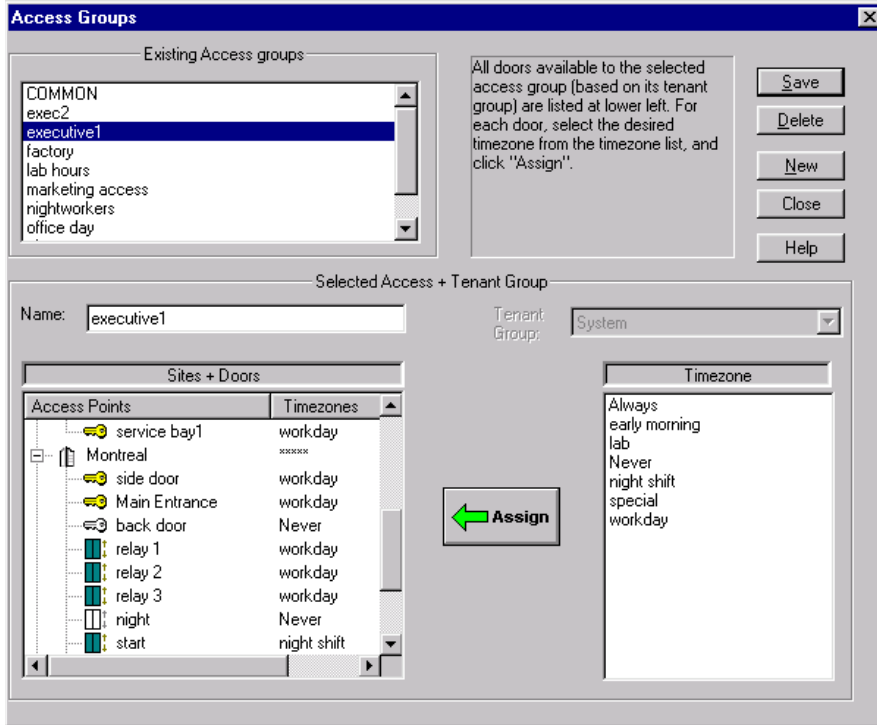 Access Groups
Existing Access groups
COMMON
exec2
executive1
factory
lab hours
marketing access
nightworkers
office day
All doors available to the selected
access group (based on its tenant
group) are listed at lower left. For
each door, select the desired
timezone from the timezone list, and
click "Assign".
Save
Delete
New
Close
Help
Selected Access + Tenant Group
Name:
executive1
Tenant
Group:
System
Sites + Doors
Access Points Timezones
service bay1 workday
Montreal *****
side door workday
Main Entrance workday
back door Never
relay 1 workday
relay 2 workday
relay 3 workday
night Never
start night shift
Assign
Timezone
Always
early morning
lab
Never
night shift
special
workday